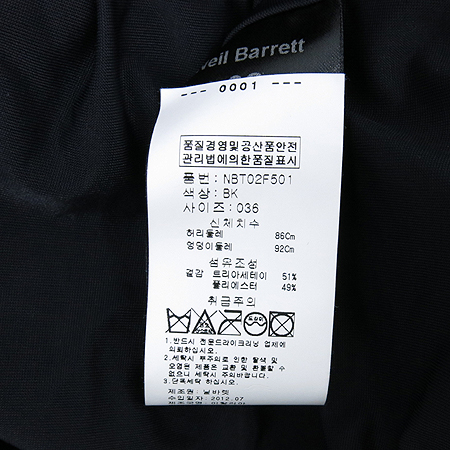 Neil Barrett
--- 0001 ---
품질경영및공산품안전
관리법에의한품질표시
품 번 : NBT02F501
색 상 : BK
사 이 즈 : 036
신 체 치 수
허리둘레 86Cm
엉덩이둘레 92Cm
섬 유 조 성
겉감 트리아세테이 51%
폴리에스터 49%
취 급 주 의
1.반드시 전문드라이크리닝 업체에
의뢰하십시오.
2.세탁시 부주의로 인한 탈색 및
오염된 제품은 교환 및 환불할 수
없으니 세탁시 주의바랍니다.
3.단독세탁 하십시오.
제조원 : 닐바렛
수입일자 : 2012.07